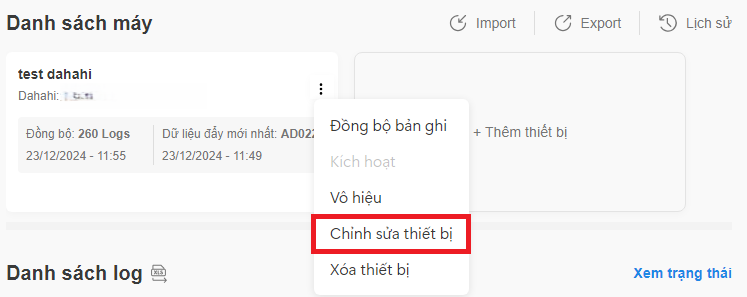 Danh sách máy
Import
Export
Lịch sử
test dahahi
Dahahi:
Đồng bộ: 260 Logs
23/12/2024 - 11:55
Dữ liệu đẩy mới nhất: AD022
23/12/2024 - 11:49
+ Thêm thiết bị
Đồng bộ bản ghi
Kích hoạt
Vô hiệu
Chỉnh sửa thiết bị
Xóa thiết bị
Danh sách log
XLS
Xem trạng thái